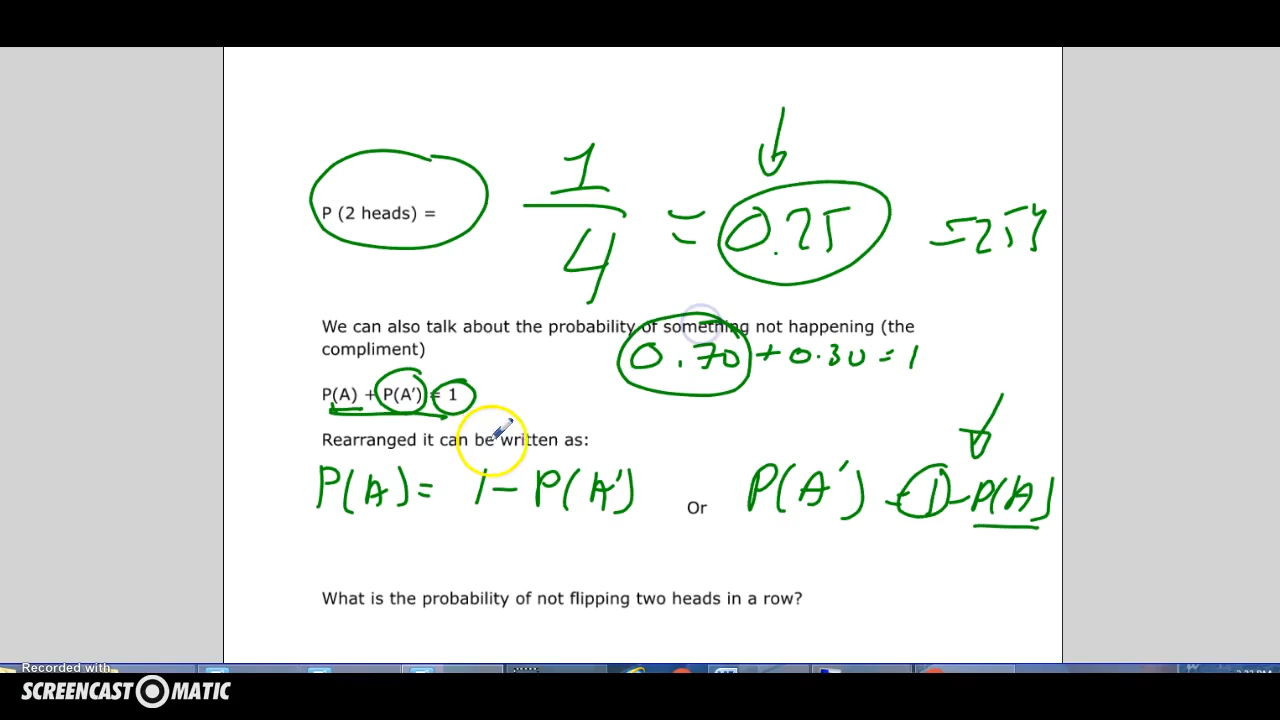 P (2 heads) = 1/4 = 0.25 = 25%
We can also talk about the probability of something not happening (the
compliment) 0.70 + 0.30 = 1
P(A) + P(A') = 1
Rearranged it can be written as:
P(A) = 1 - P(A') Or P(A') = 1 - P(A)
What is the probability of not flipping two heads in a row?
Recorded with
SCREENCAST-O-MATIC